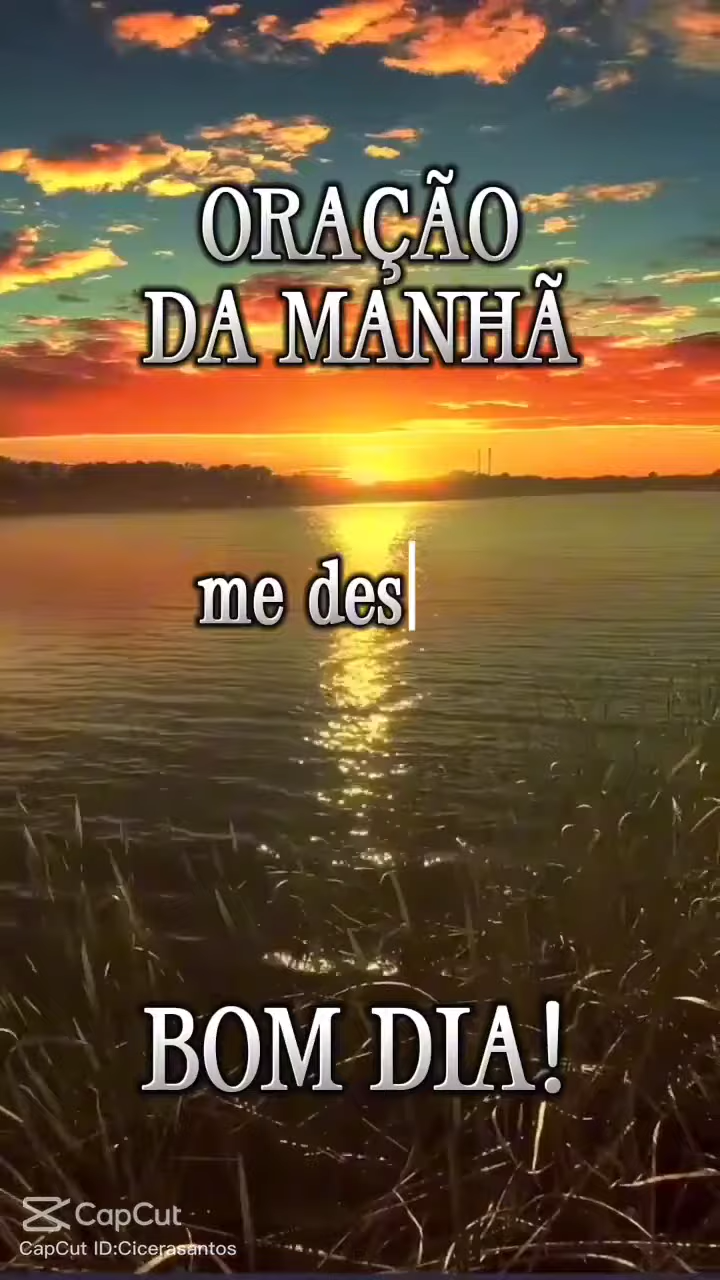 ORAÇÃO
DA MANHÃ
me des
BOM DIA!
CapCut
CapCut ID:Cicerasantos